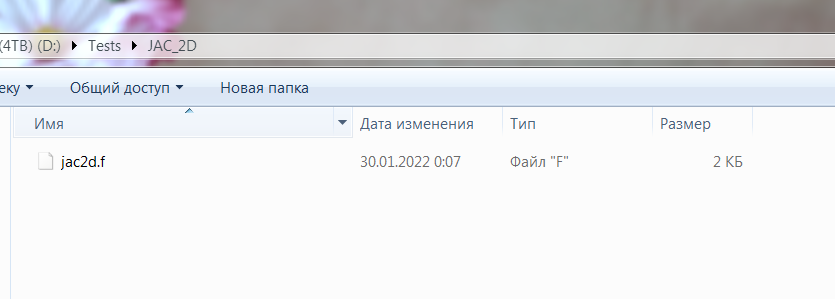 (4TB) (D:) ▸ Tests ▸ JAC_2D
еку Общий доступ Новая папка
Имя Дата изменения Тип Размер
jac2d.f 30.01.2022 0:07 Файл "F" 2 КБ